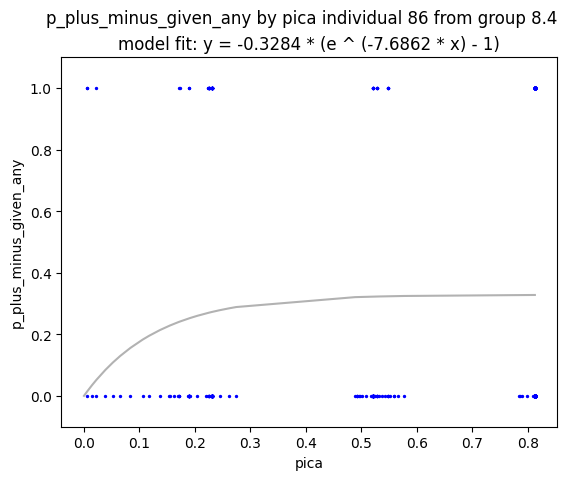 p_plus_minus_given_any by pica individual 86 from group 8.4
model fit: y = -0.3284 * (e ^ (-7.6862 * x) - 1)
1.0
0.8
0.6
0.4
0.2
0.0
p_plus_minus_given_any
0.0 0.1 0.2 0.3 0.4 0.5 0.6 0.7 0.8
pica